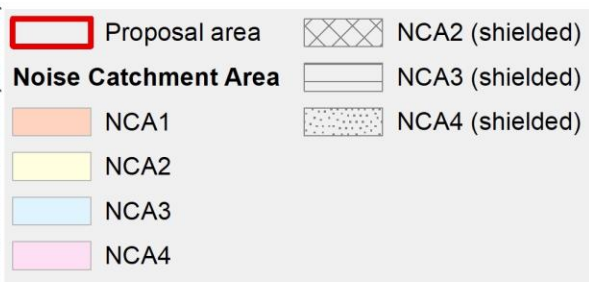 Proposal area
Noise Catchment Area
NCA1
NCA2
NCA3
NCA4
NCA2 (shielded)
NCA3 (shielded)
NCA4 (shielded)